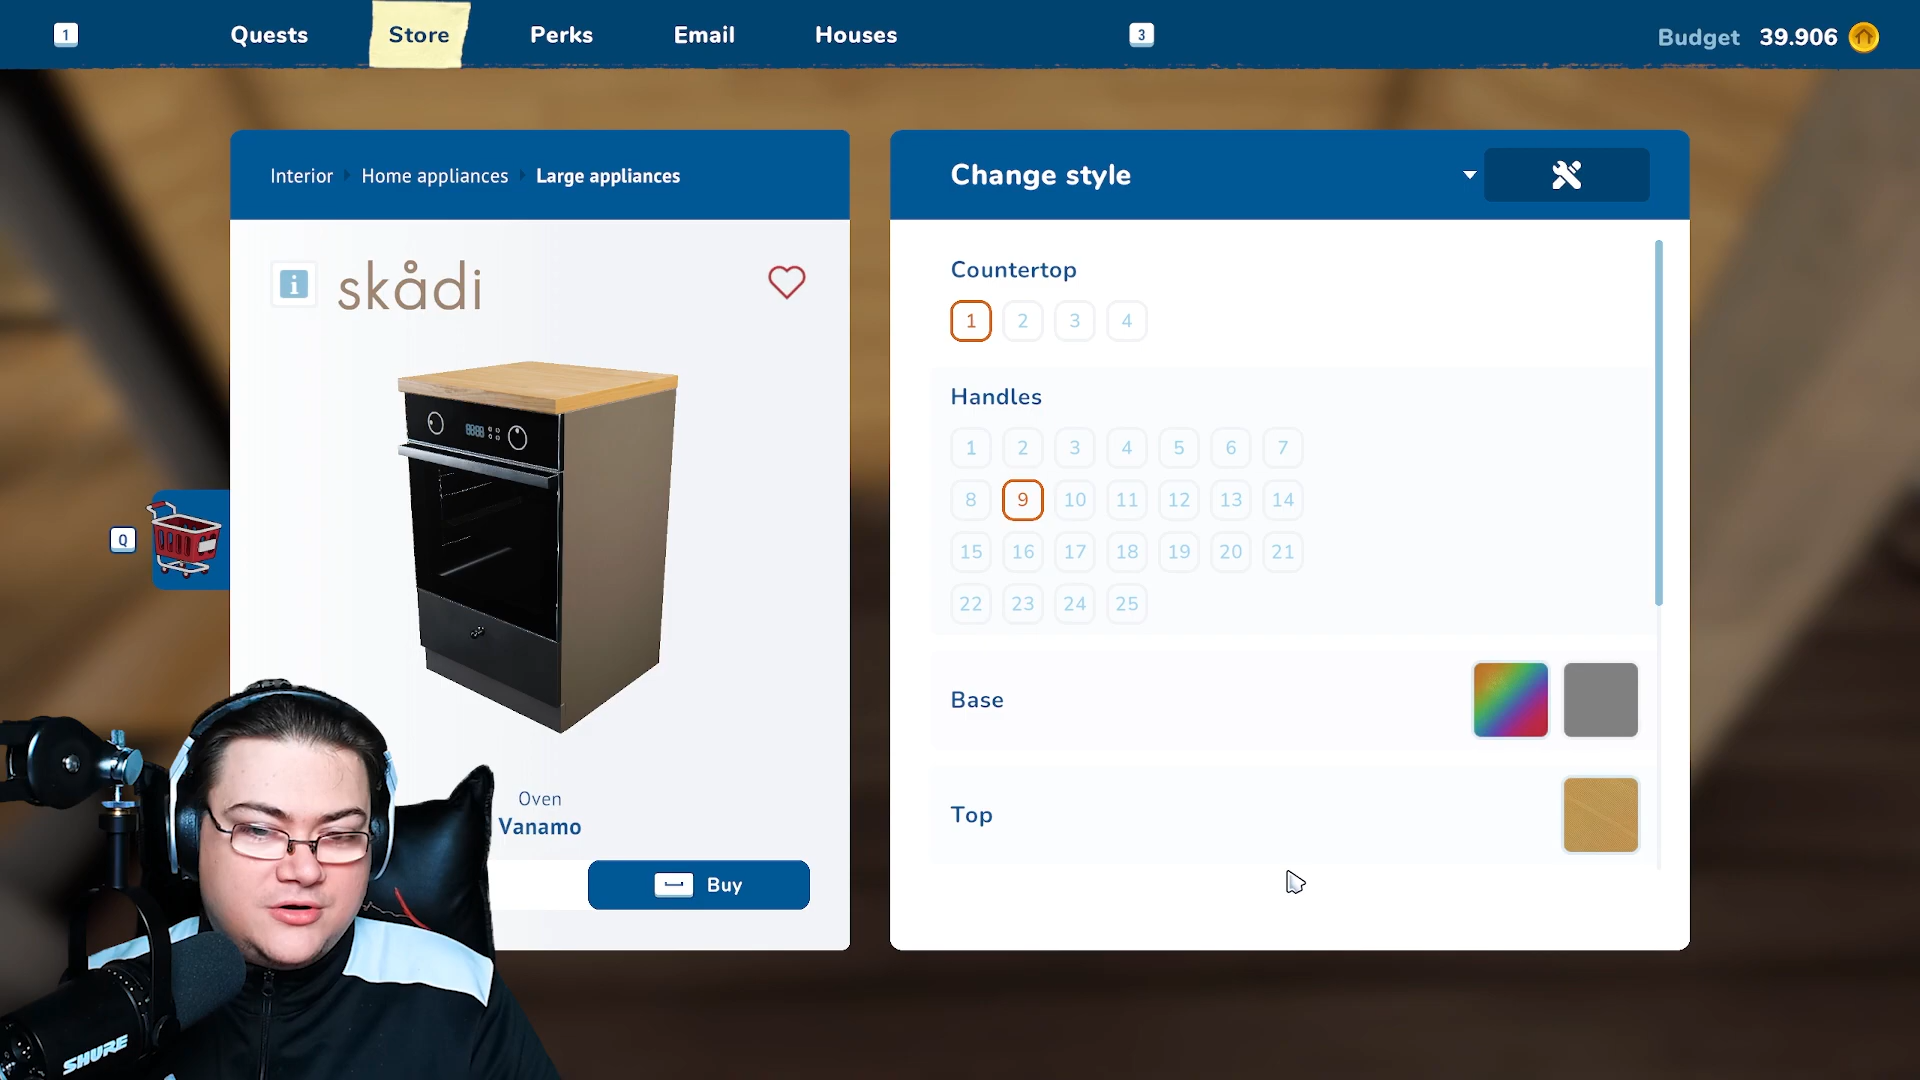 1 Quests Store Perks Email Houses 3 Budget 39.906
Interior Home appliances Large appliances
Change style
i skådi
Countertop
1 2 3 4
Handles
1 2 3 4 5 6 7
8 9 10 11 12 13 14
15 16 17 18 19 20 21
22 23 24 25
Q
Base
Oven
Vanamo
Top
Buy
SHURE